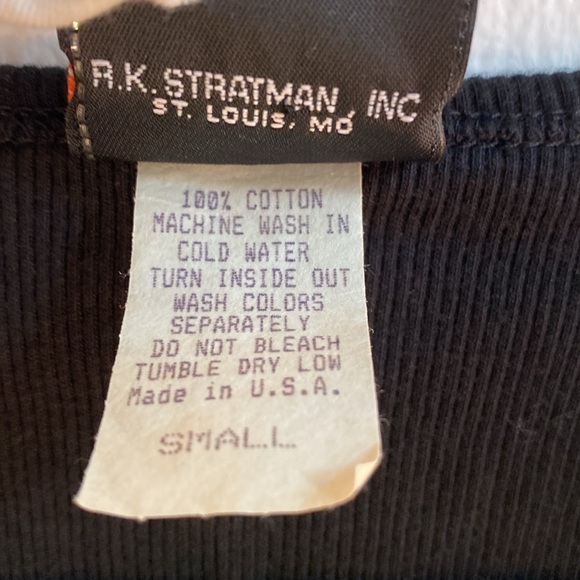 R.K. STRATMAN, INC
ST. LOUIS, MO
100% COTTON
MACHINE WASH IN
COLD WATER
TURN INSIDE OUT
WASH COLORS
SEPARATELY
DO NOT BLEACH
TUMBLE DRY LOW
Made in U.S.A.
SMALL